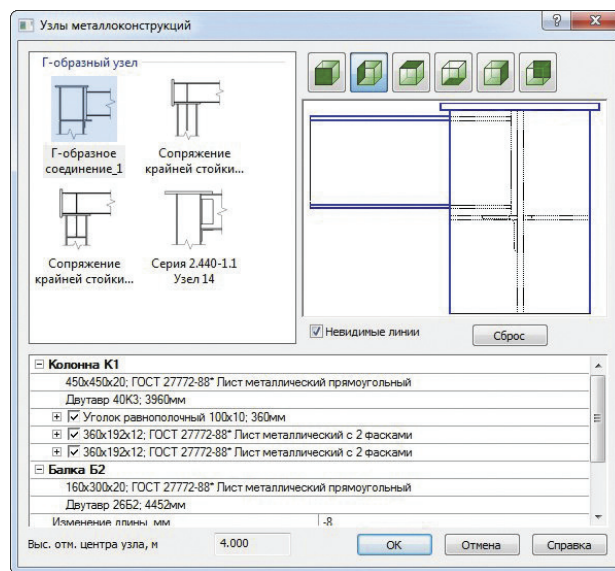 Узлы металлоконструкций
Г-образный узел
Г-образное
соединение_1
Сопряжение
крайней стойки...
Сопряжение
крайней стойки...
Серия 2.440-1.1
Узел 14
Невидимые линии
Сброс
Колонна К1
450x450x20; ГОСТ 27772-88* Лист металлический прямоугольный
Двутавр 40К3; 3960мм
Уголок равнополочный 100x10; 360мм
360x192x12; ГОСТ 27772-88* Лист металлический с 2 фасками
360x192x12; ГОСТ 27772-88* Лист металлический с 2 фасками
Балка Б2
160x300x20; ГОСТ 27772-88* Лист металлический прямоугольный
Двутавр 26Б2; 4452мм
Изменение длины, мм -8
Выс. отм. центра узла, м 4.000
ОК Отмена Справка